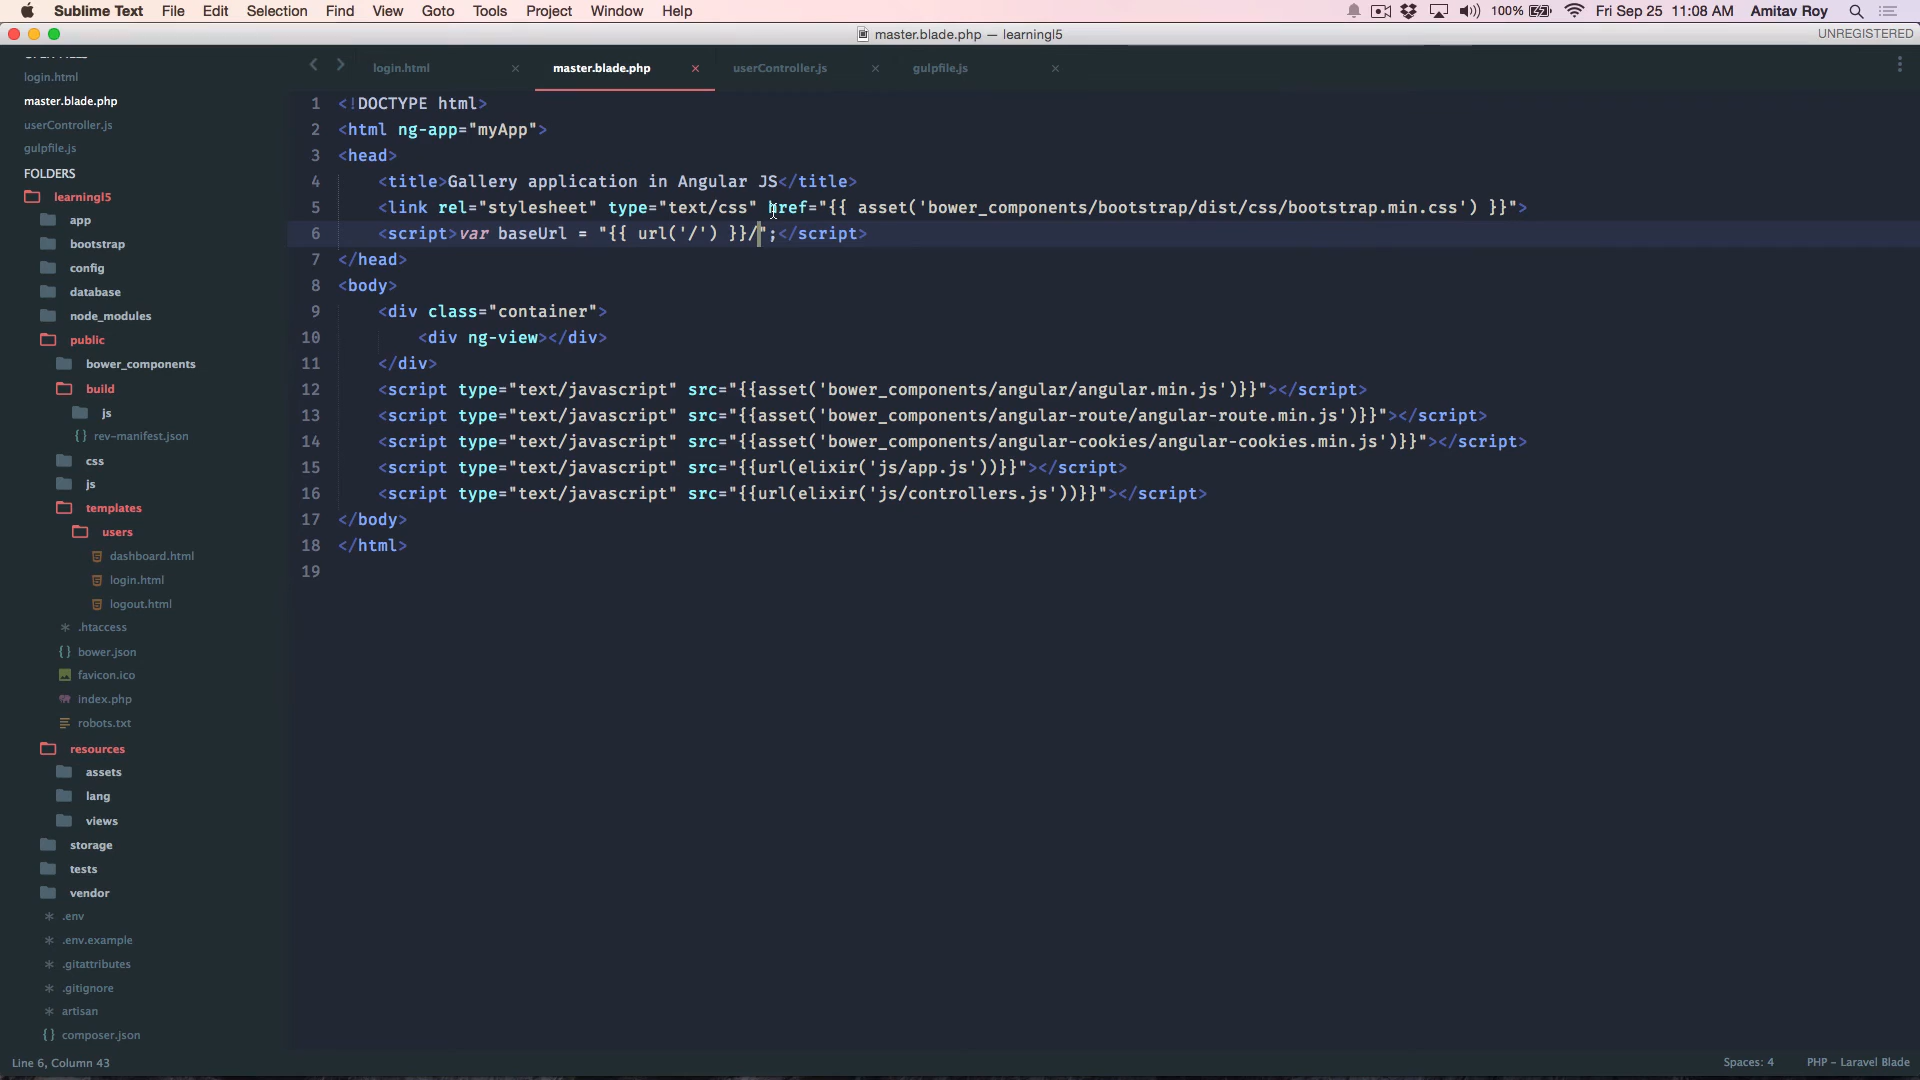 Sublime Text File Edit Selection Find View Goto Tools Project Window Help 100% Fri Sep 25 11:08 AM Amitav Roy
master.blade.php — learningl5 UNREGISTERED
login.html
master.blade.php
userController.js
gulpfile.js
FOLDERS
learningl5
app
bootstrap
config
database
node_modules
public
bower_components
build
js
rev-manifest.json
css
js
templates
users
dashboard.html
login.html
logout.html
.htaccess
bower.json
favicon.ico
index.php
robots.txt
resources
assets
lang
views
storage
tests
vendor
.env
.env.example
.gitattributes
.gitignore
artisan
composer.json
login.html master.blade.php userController.js gulpfile.js
1 <!DOCTYPE html>
2 <html ng-app="myApp">
3 <head>
4 <title>Gallery application in Angular JS</title>
5 <link rel="stylesheet" type="text/css" href="{{ asset('bower_components/bootstrap/dist/css/bootstrap.min.css') }}">
6 <script>var baseUrl = "{{ url('/') }}/";</script>
7 </head>
8 <body>
9 <div class="container">
10 <div ng-view></div>
11 </div>
12 <script type="text/javascript" src="{{asset('bower_components/angular/angular.min.js')}}"></script>
13 <script type="text/javascript" src="{{asset('bower_components/angular-route/angular-route.min.js')}}"></script>
14 <script type="text/javascript" src="{{asset('bower_components/angular-cookies/angular-cookies.min.js')}}"></script>
15 <script type="text/javascript" src="{{url(elixir('js/app.js'))}}"></script>
16 <script type="text/javascript" src="{{url(elixir('js/controllers.js'))}}"></script>
17 </body>
18 </html>
19
Line 6, Column 43 Spaces: 4 PHP - Laravel Blade